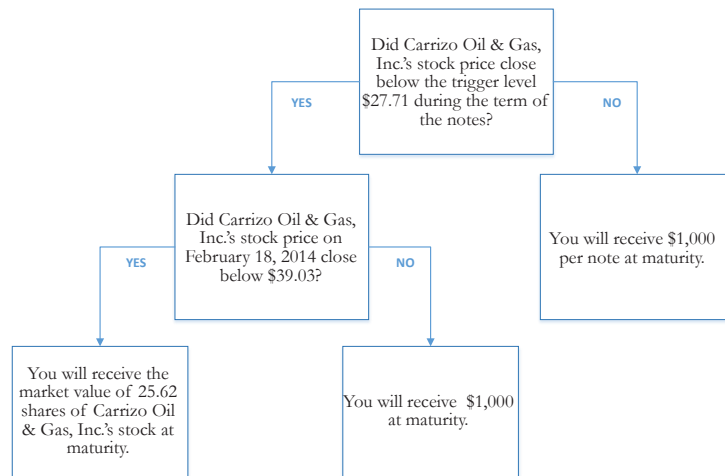 Did Carrizo Oil & Gas,
Inc.'s stock price close
below the trigger level
$27.71 during the term of
the notes?
YES
NO
Did Carrizo Oil & Gas,
Inc.'s stock price on
February 18, 2014 close
below $39.03?
You will receive $1,000
per note at maturity.
YES
NO
You will receive the
market value of 25.62
shares of Carrizo Oil
& Gas, Inc.'s stock at
maturity.
You will receive $1,000
at maturity.